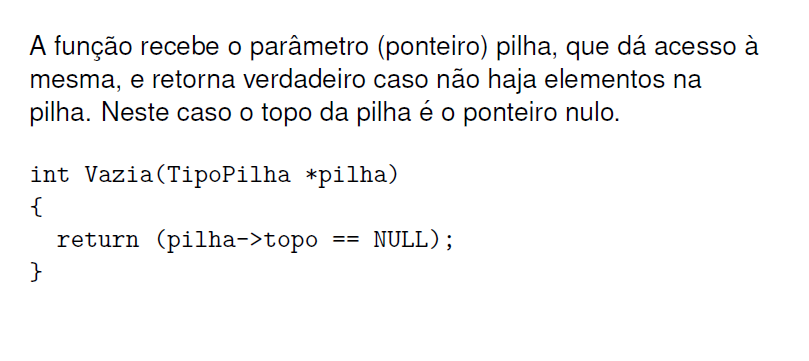 A função recebe o parâmetro (ponteiro) pilha, que dá acesso à
mesma, e retorna verdadeiro caso não haja elementos na
pilha. Neste caso o topo da pilha é o ponteiro nulo.
int Vazia(TipoPilha *pilha)
{
  return (pilha->topo == NULL);
}